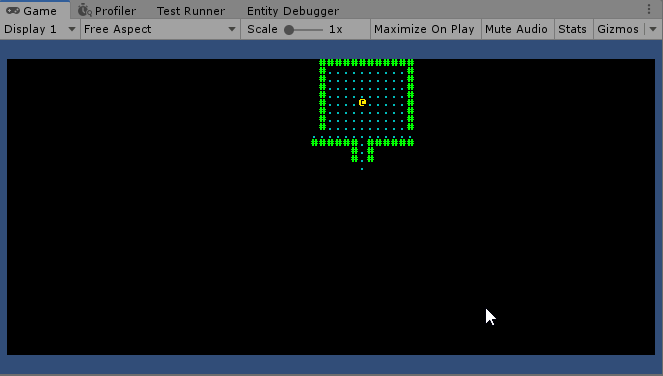 Game Profiler Test Runner Entity Debugger
Display 1 Free Aspect Scale 1x Maximize On Play Mute Audio Stats Gizmos